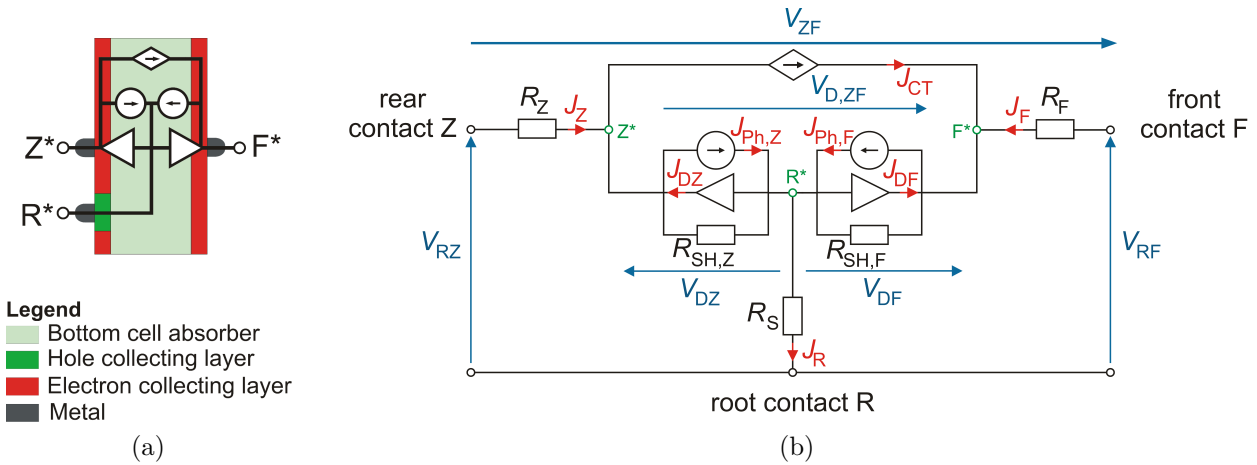 Z*
F*
R*
Legend
Bottom cell absorber
Hole collecting layer
Electron collecting layer
Metal
(a)
V_ZF
J_CT
V_D,ZF
rear
contact Z
R_Z
J_Z
Z*
F*
J_F
R_F
front
contact F
J_Ph,Z
J_Ph,F
J_DZ
R*
J_DF
R_SH,Z
R_SH,F
V_RZ
V_RF
V_DZ
V_DF
R_S
J_R
root contact R
(b)